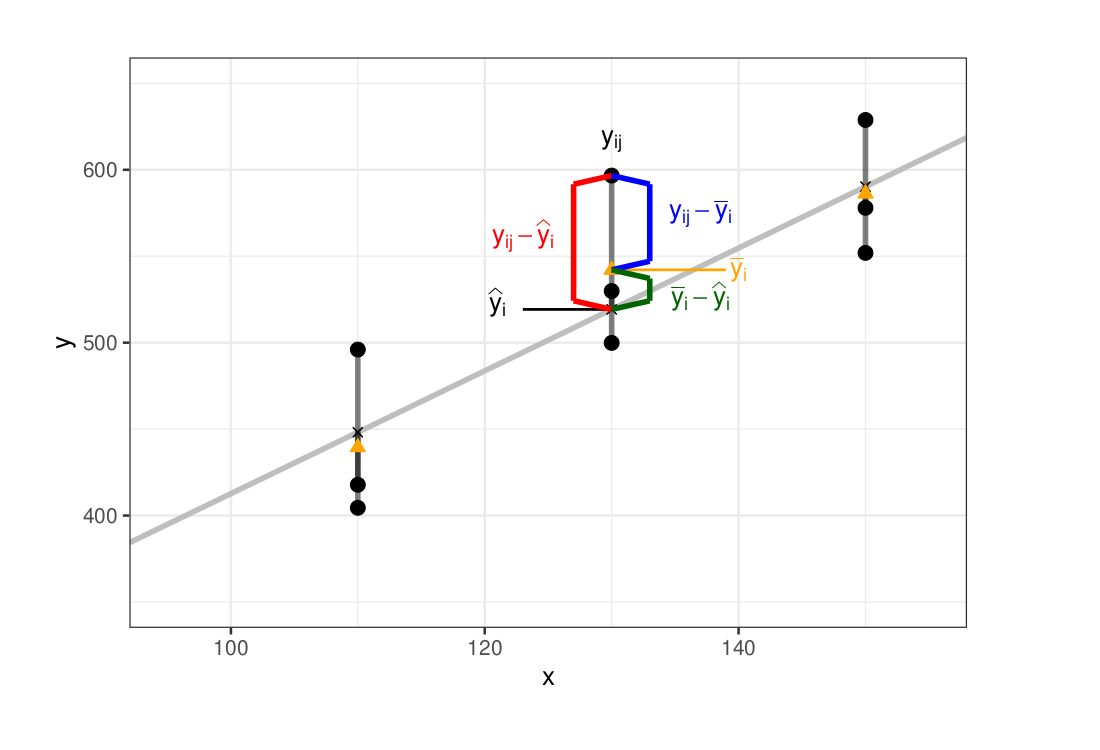 y_ij
600
y_ij − ȳ_i
y_ij − ŷ_i
ȳ_i
ȳ_i − ŷ_i
ŷ_i
y
500
400
100
120
140
x